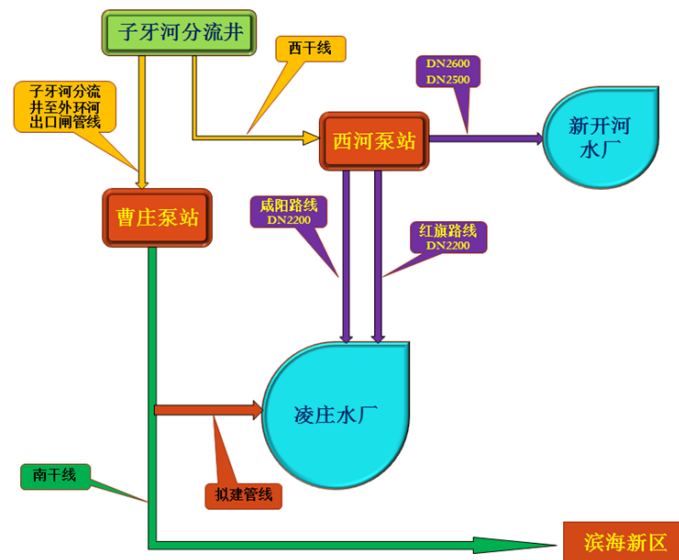 子牙河分流井
西干线
DN2600
DN2500
子牙河分流
井至外环河
出口闸管线
西河泵站
新开河
水厂
曹庄泵站
咸阳路线
DN2200
红旗路线
DN2200
凌庄水厂
南干线
拟建管线
滨海新区